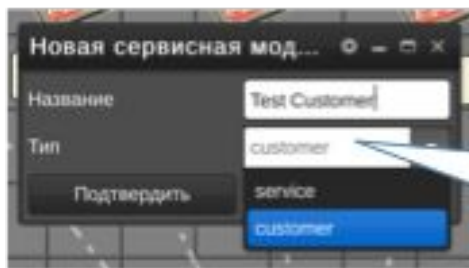 Новая сервисная мод...
Название
Test Customer
Тип
customer
Подтвердить
service
customer